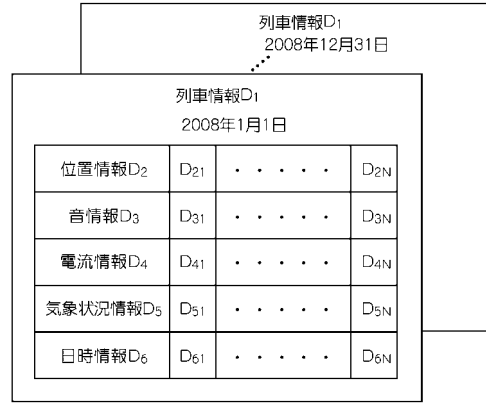 列車情報D₁
2008年12月31日
列車情報D₁
2008年1月1日
位置情報D₂ D₂₁ ・・・・・ D₂N
音情報D₃ D₃₁ ・・・・・ D₃N
電流情報D₄ D₄₁ ・・・・・ D₄N
気象状況情報D₅ D₅₁ ・・・・・ D₅N
日時情報D₆ D₆₁ ・・・・・ D₆N